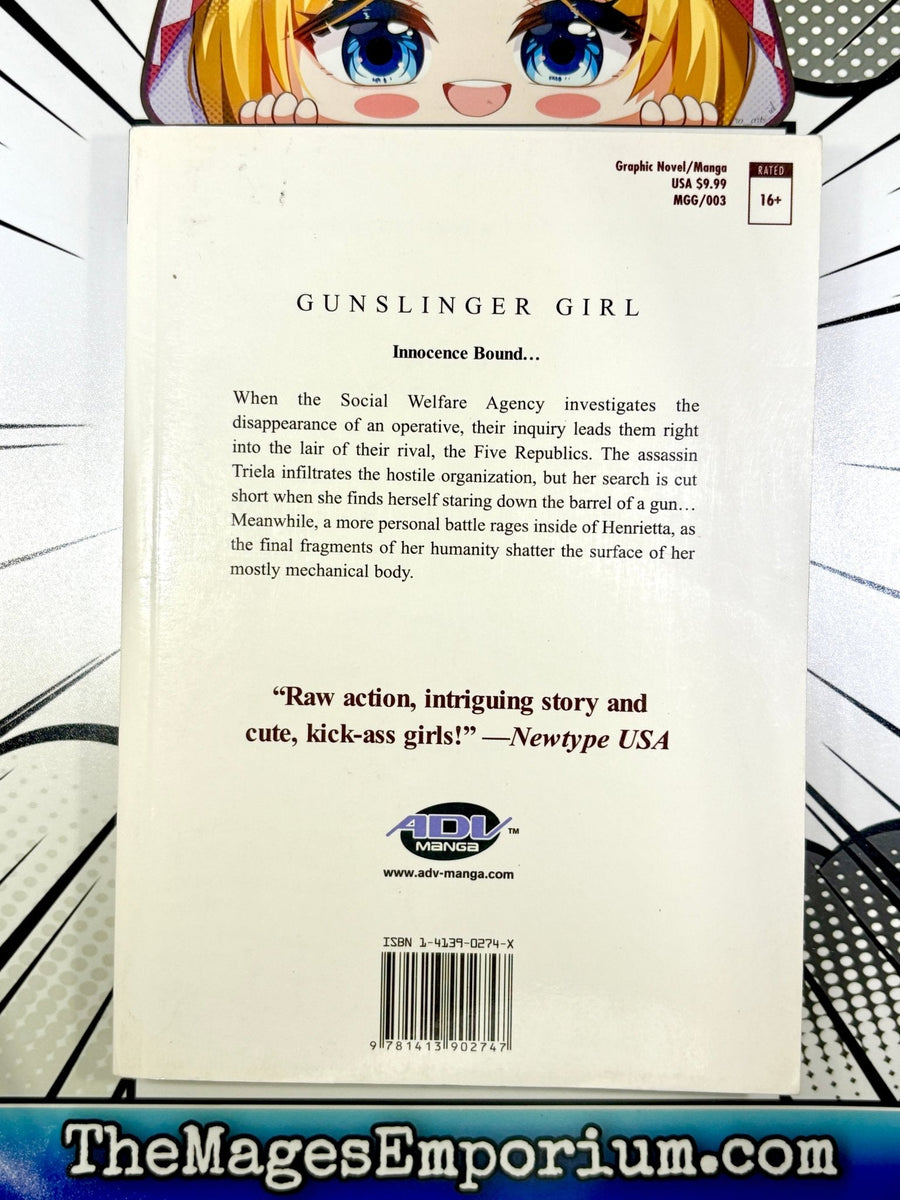 Graphic Novel/Manga
USA $9.99
MGG/003
RATED
16+
GUNSLINGER GIRL
Innocence Bound...
When the Social Welfare Agency investigates the
disappearance of an operative, their inquiry leads them right
into the lair of their rival, the Five Republics. The assassin
Triela infiltrates the hostile organization, but her search is cut
short when she finds herself staring down the barrel of a gun...
Meanwhile, a more personal battle rages inside of Henrietta, as
the final fragments of her humanity shatter the surface of her
mostly mechanical body.
“Raw action, intriguing story and
cute, kick-ass girls!” —Newtype USA
ADV™
MANGA
www.adv-manga.com
ISBN 1-4139-0274-X
9 781413 902747
TheMagesEmporium.com